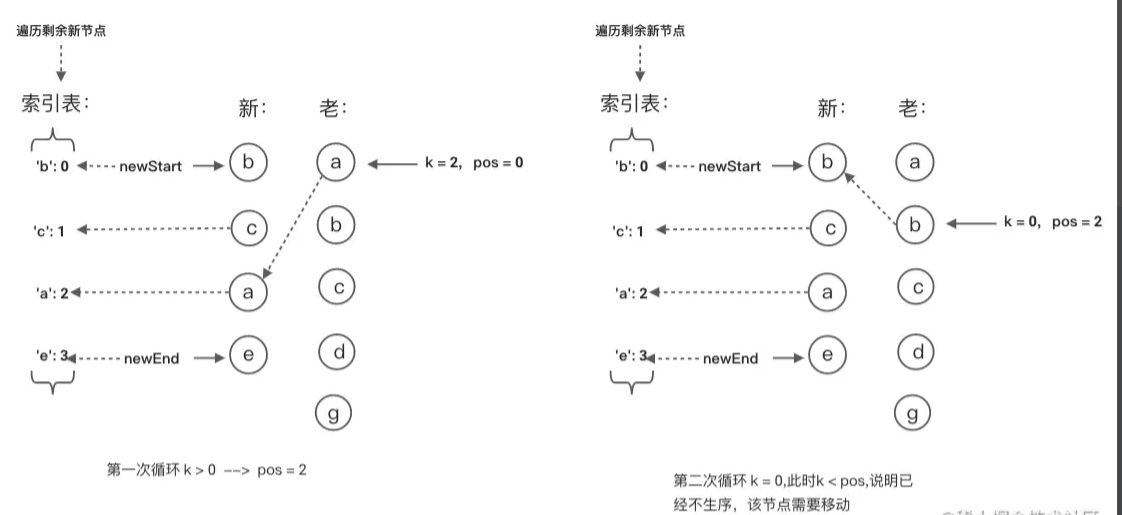 遍历剩余新节点
索引表：
新：
老：
'b': 0
newStart
b
a
k = 2, pos = 0
'c': 1
c
b
'a': 2
a
c
'e': 3
newEnd
e
d
g
第一次循环 k > 0 --> pos = 2
遍历剩余新节点
索引表：
新：
老：
'b': 0
newStart
b
a
'c': 1
c
b
k = 0, pos = 2
'a': 2
a
c
'e': 3
newEnd
e
d
g
第二次循环 k = 0,此时k < pos,说明已
经不生序，该节点需要移动